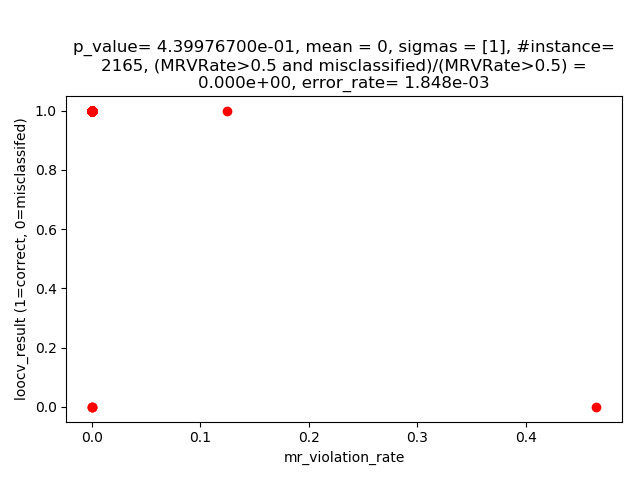 p_value= 4.39976700e-01, mean = 0, sigmas = [1], #instance=
2165, (MRVRate>0.5 and misclassified)/(MRVRate>0.5) =
0.000e+00, error_rate= 1.848e-03
loocv_result (1=correct, 0=misclassifed)
1.0
0.8
0.6
0.4
0.2
0.0
0.0 0.1 0.2 0.3 0.4
mr_violation_rate